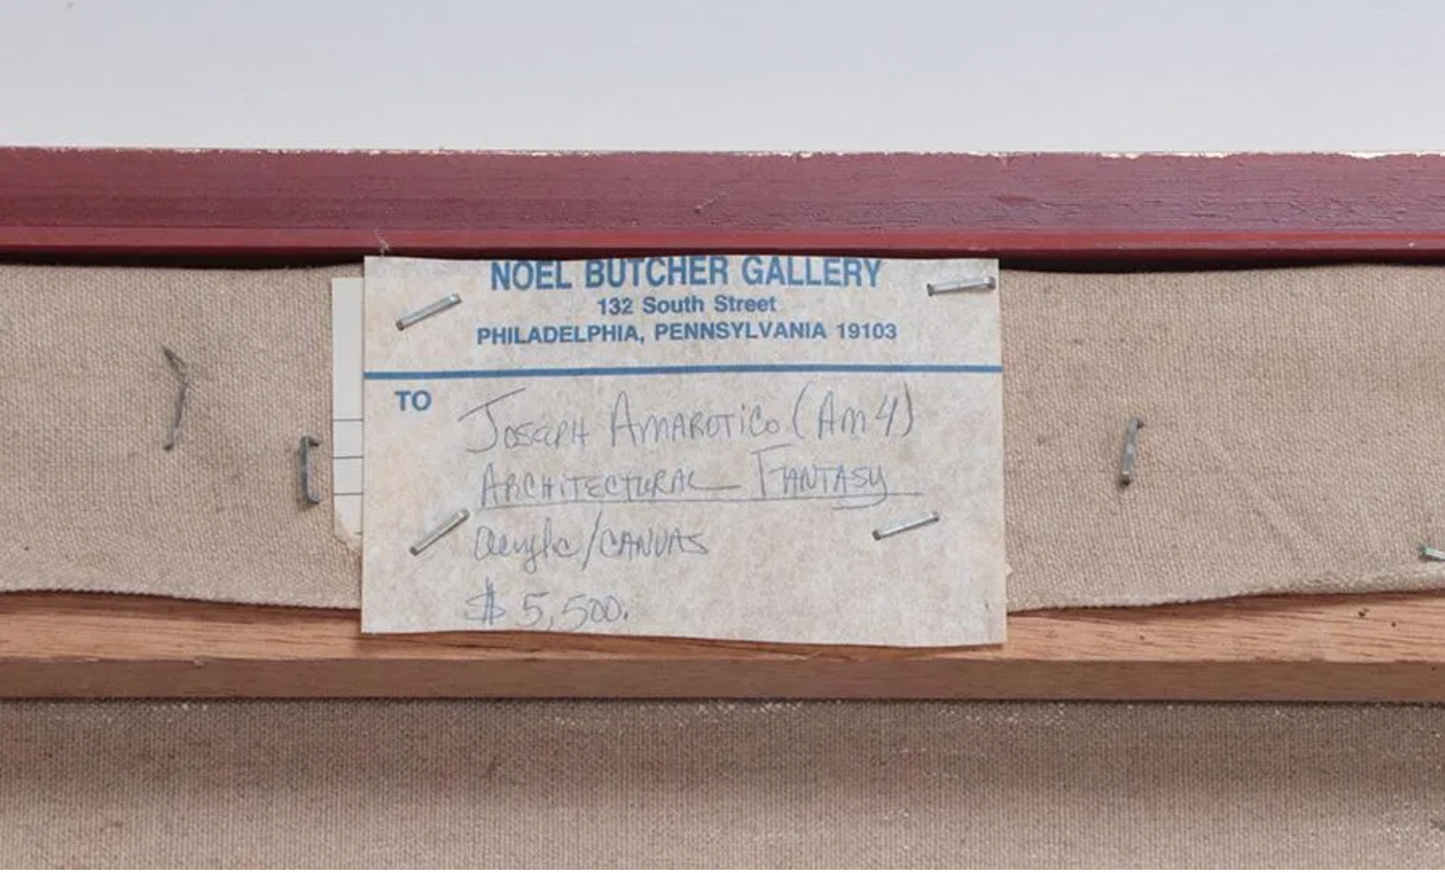 NOEL BUTCHER GALLERY
132 South Street
PHILADELPHIA, PENNSYLVANIA 19103
TO
Joseph Amarotico (Am 4)
Architectural Fantasy
acrylic/CANVAS
$ 5,500.